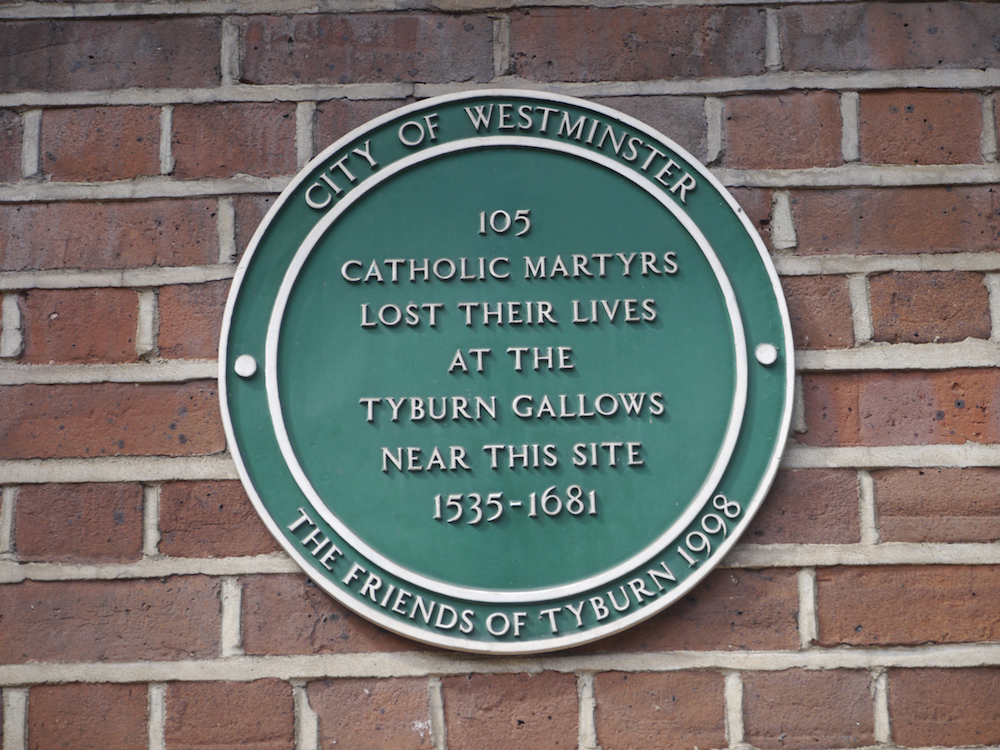 CITY OF WESTMINSTER
105
CATHOLIC MARTYRS
LOST THEIR LIVES
AT THE
TYBURN GALLOWS
NEAR THIS SITE
1535-1681
THE FRIENDS OF TYBURN 1998